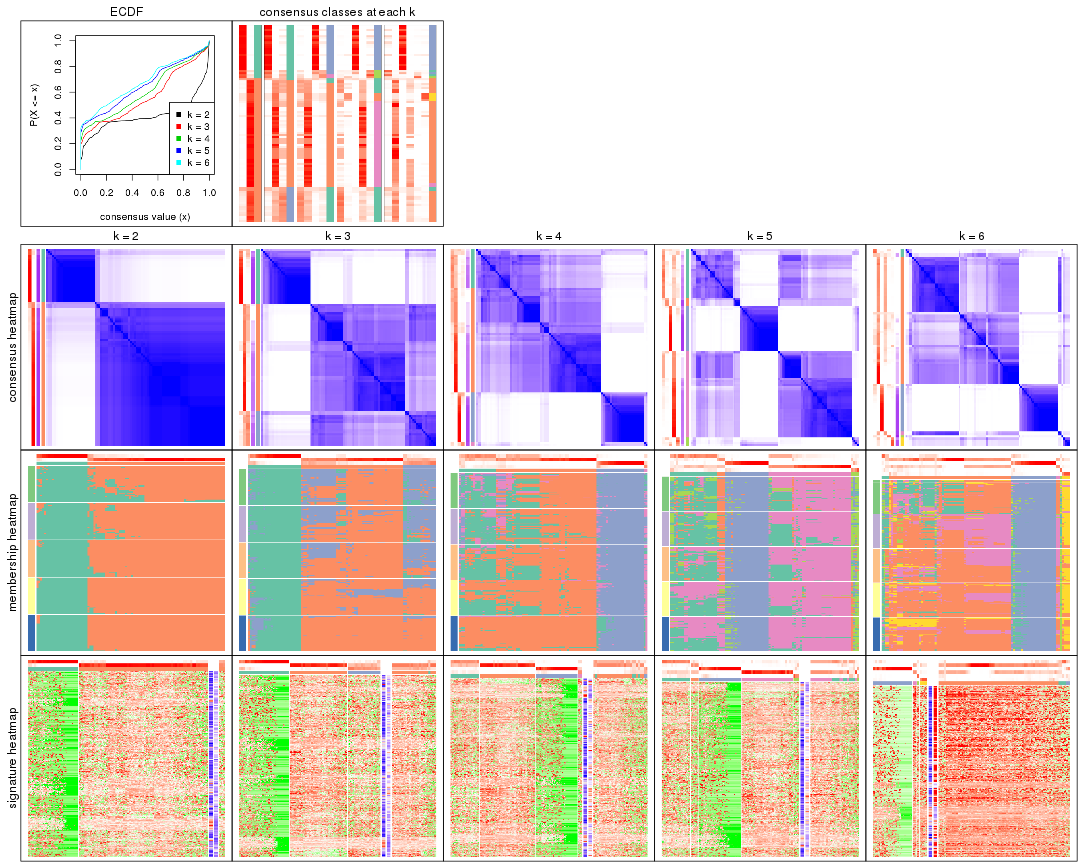 ECDF
consensus classes at each k
P(X <= x)
0.0
0.2
0.4
0.6
0.8
1.0
k = 2
k = 3
k = 4
k = 5
k = 6
0.0 0.2 0.4 0.6 0.8 1.0
consensus value (x)
k = 2
k = 3
k = 4
k = 5
k = 6
consensus heatmap
membership heatmap
signature heatmap